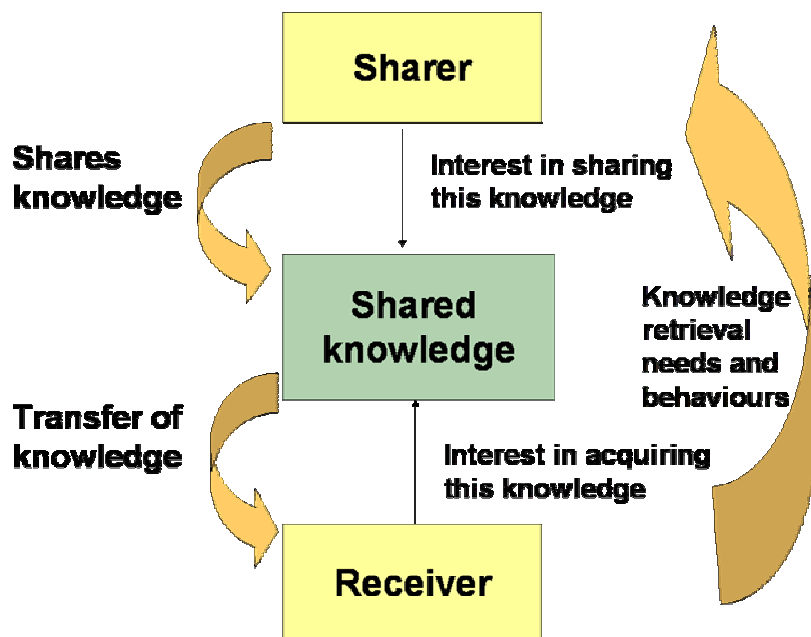 Sharer
Shares
knowledge
Interest in sharing
this knowledge
Shared
knowledge
Knowledge
retrieval
needs and
behaviours
Transfer of
knowledge
Interest in acquiring
this knowledge
Receiver